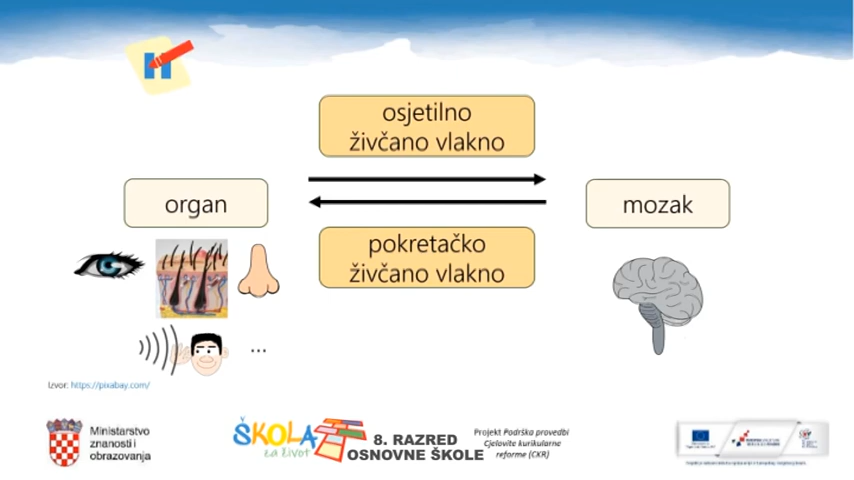 osjetilno
živčano vlakno
organ
mozak
pokretačko
živčano vlakno
...
Izvor: https://pixabay.com/
Ministarstvo
znanosti i
obrazovanja
ŠKOLA
za život
8. RAZRED
OSNOVNE ŠKOLE
Projekt Podrška provedbi
Cjelovite kurikularne
reforme (CKR)